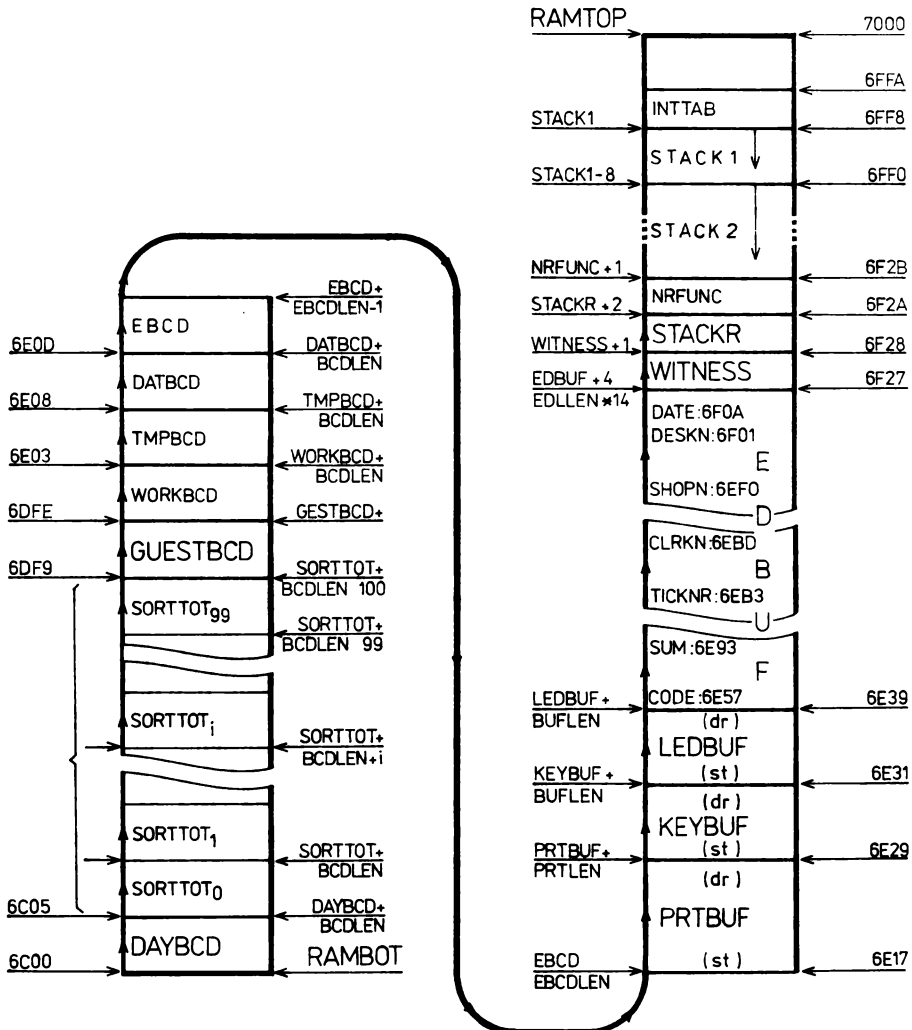 EBCD+
EBCDLEN-1
EBCD
6E0D
DATBCD+
BCDLEN
DATBCD
6E08
TMPBCD+
BCDLEN
TMPBCD
6E03
WORKBCD+
BCDLEN
WORKBCD
6DFE
GESTBCD+
GUESTBCD
6DF9
SORTTOT+
BCDLEN 100
SORTTOT99
SORTTOT+
BCDLEN 99
SORTTOTi
SORTTOT+
BCDLEN+i
SORTTOT1
SORTTOT+
BCDLEN
SORTTOT0
6C05
DAYBCD+
BCDLEN
DAYBCD
6C00
RAMBOT
RAMTOP
7000
6FFA
INTTAB
STACK1
6FF8
STACK 1
STACK1-8
6FF0
STACK 2
NRFUNC+1
6F2B
NRFUNC
STACKR+2
6F2A
STACKR
WITNESS+1
6F28
WITNESS
EDBUF+4
EDLLEN*14
6F27
DATE:6F0A
DESKN:6F01
E
SHOPN:6EF0
D
CLRKN:6EBD
B
TICKNR:6EB3
U
SUM:6E93
F
CODE:6E57
LEDBUF+
BUFLEN
6E39
(dr)
LEDBUF
(st)
KEYBUF+
BUFLEN
6E31
(dr)
KEYBUF
(st)
PRTBUF+
PRTLEN
6E29
(dr)
PRTBUF
(st)
EBCD
EBCDLEN
6E17